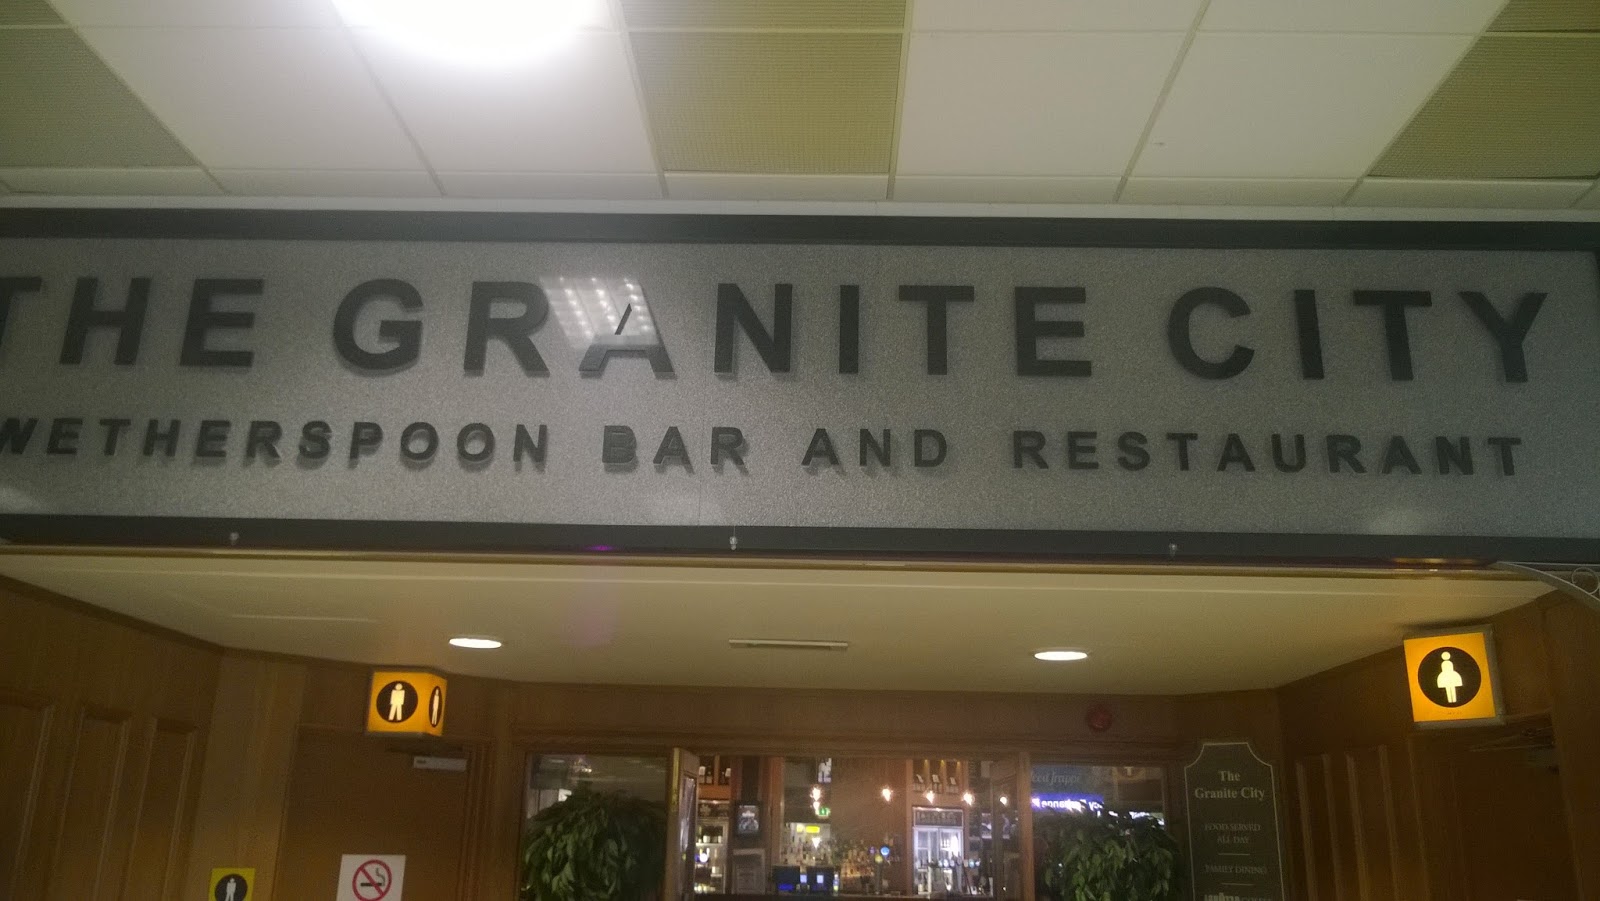 THE GRANITE CITY
WETHERSPOON BAR AND RESTAURANT
The
Granite City
FOOD SERVED
ALL DAY
FAMILY DINING